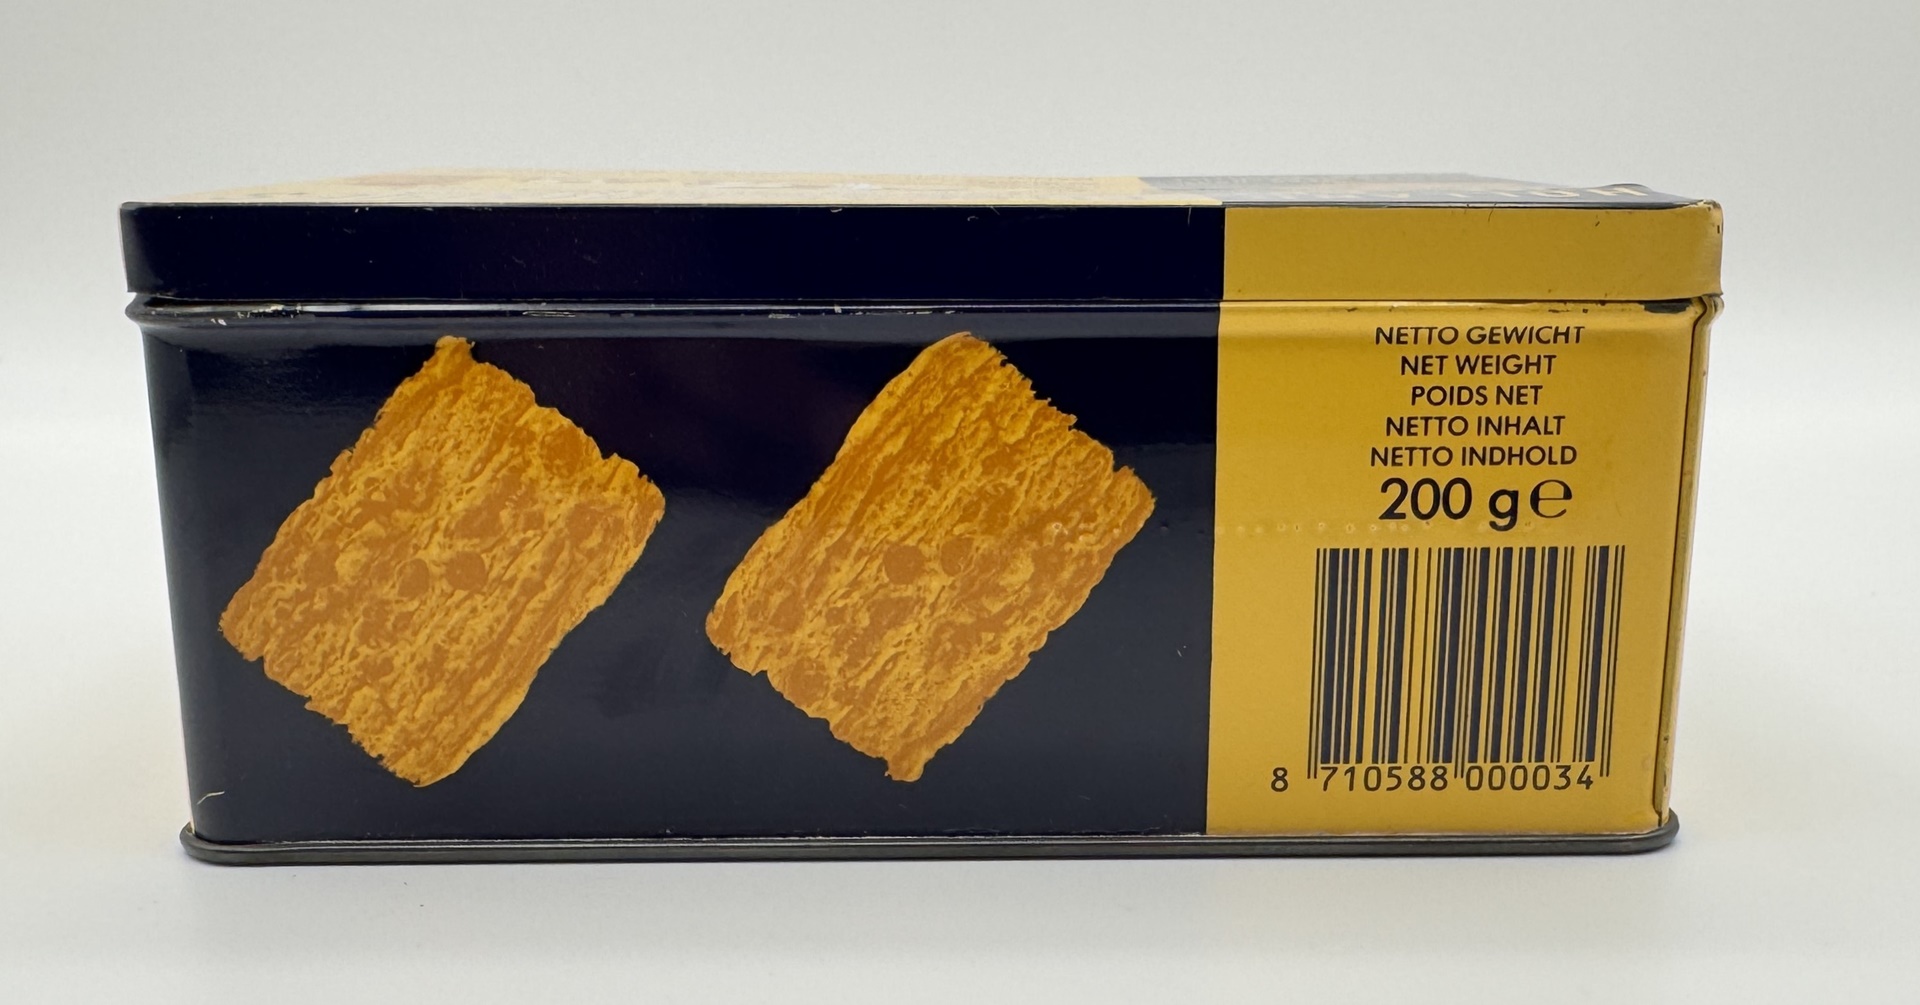 NETTO GEWICHT
NET WEIGHT
POIDS NET
NETTO INHALT
NETTO INDHOLD
200 g ℮
8 710588 000034